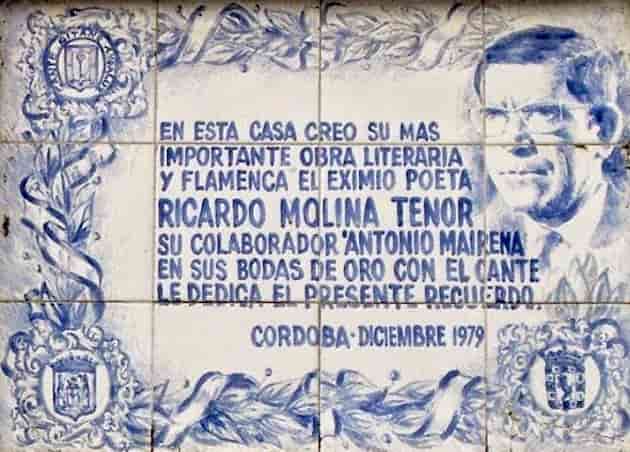 EN ESTA CASA CREO SU MAS
IMPORTANTE OBRA LITERARIA
Y FLAMENCA EL EXIMIO POETA
RICARDO MOLINA TENOR
SU COLABORADOR ANTONIO MAIRENA
EN SUS BODAS DE ORO CON EL CANTE
LE DEDICA EL PRESENTE RECUERDO.
CORDOBA-DICIEMBRE 1979